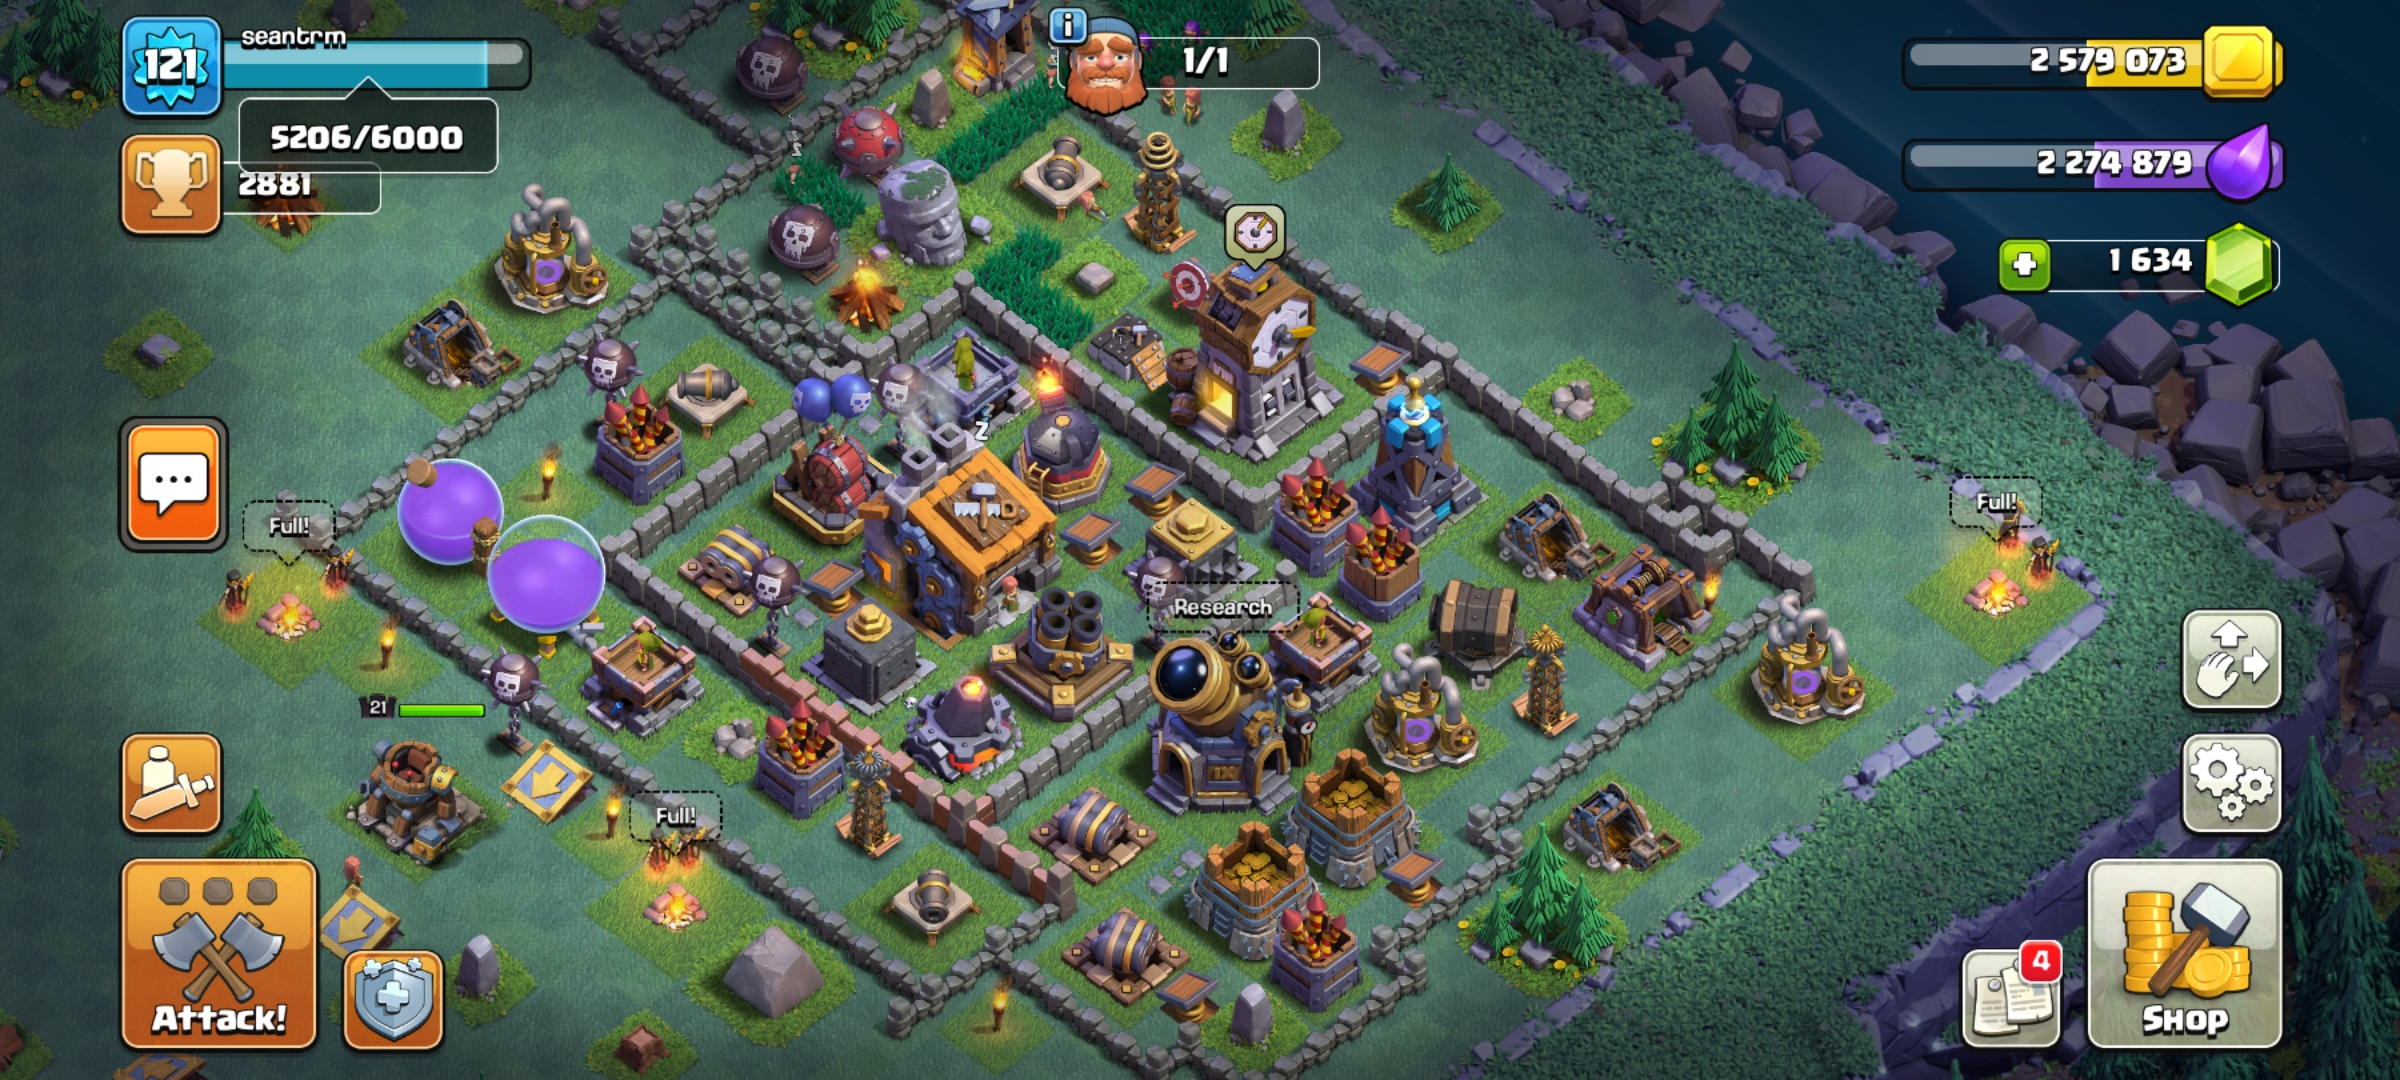 seantrm
121
5206/6000
2881
i
1/1
2 579 073
2 274 879
1 634
Full!
Full!
z
z
Research
21
Full!
Attack!
4
Shop